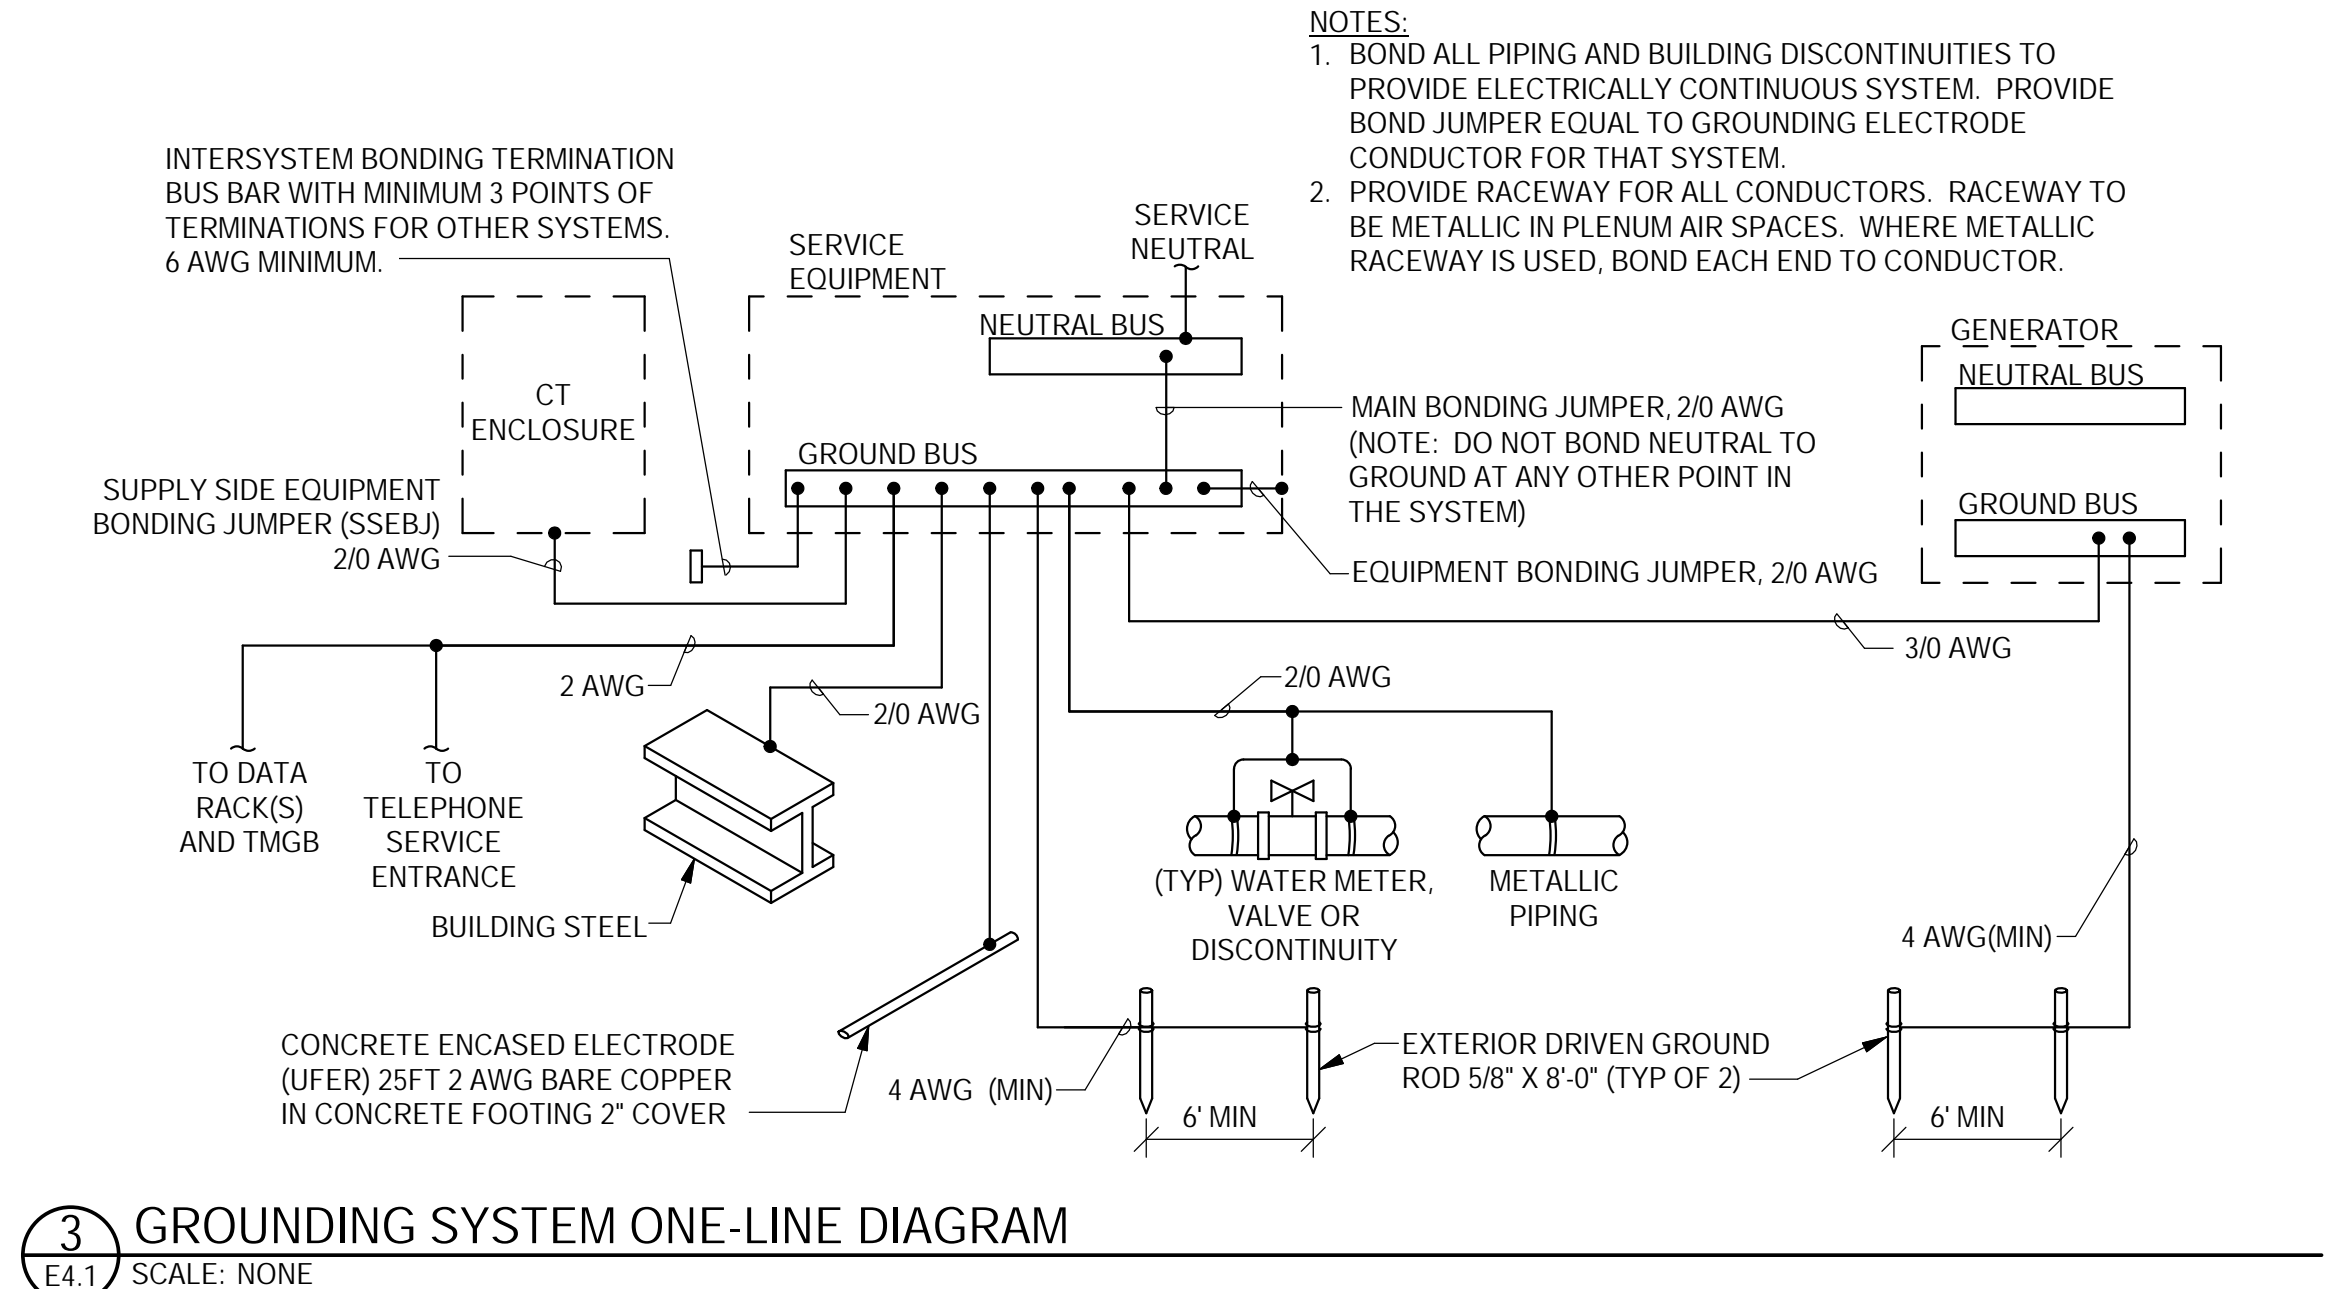 NOTES:
1. BOND ALL PIPING AND BUILDING DISCONTINUITIES TO
PROVIDE ELECTRICALLY CONTINUOUS SYSTEM. PROVIDE
BOND JUMPER EQUAL TO GROUNDING ELECTRODE
CONDUCTOR FOR THAT SYSTEM.
2. PROVIDE RACEWAY FOR ALL CONDUCTORS. RACEWAY TO
BE METALLIC IN PLENUM AIR SPACES. WHERE METALLIC
RACEWAY IS USED, BOND EACH END TO CONDUCTOR.
INTERSYSTEM BONDING TERMINATION
BUS BAR WITH MINIMUM 3 POINTS OF
TERMINATIONS FOR OTHER SYSTEMS.
6 AWG MINIMUM.
SERVICE
EQUIPMENT
SERVICE
NEUTRAL
NEUTRAL BUS
GENERATOR
NEUTRAL BUS
CT
ENCLOSURE
MAIN BONDING JUMPER, 2/0 AWG
(NOTE: DO NOT BOND NEUTRAL TO
GROUND AT ANY OTHER POINT IN
THE SYSTEM)
GROUND BUS
SUPPLY SIDE EQUIPMENT
BONDING JUMPER (SSEBJ)
2/0 AWG
GROUND BUS
EQUIPMENT BONDING JUMPER, 2/0 AWG
3/0 AWG
2 AWG
2/0 AWG
2/0 AWG
TO DATA
RACK(S)
AND TMGB
TO
TELEPHONE
SERVICE
ENTRANCE
BUILDING STEEL
(TYP) WATER METER,
VALVE OR
DISCONTINUITY
METALLIC
PIPING
4 AWG(MIN)
CONCRETE ENCASED ELECTRODE
(UFER) 25FT 2 AWG BARE COPPER
IN CONCRETE FOOTING 2" COVER
4 AWG (MIN)
EXTERIOR DRIVEN GROUND
ROD 5/8" X 8'-0" (TYP OF 2)
6' MIN
6' MIN
3
GROUNDING SYSTEM ONE-LINE DIAGRAM
E4.1
SCALE: NONE